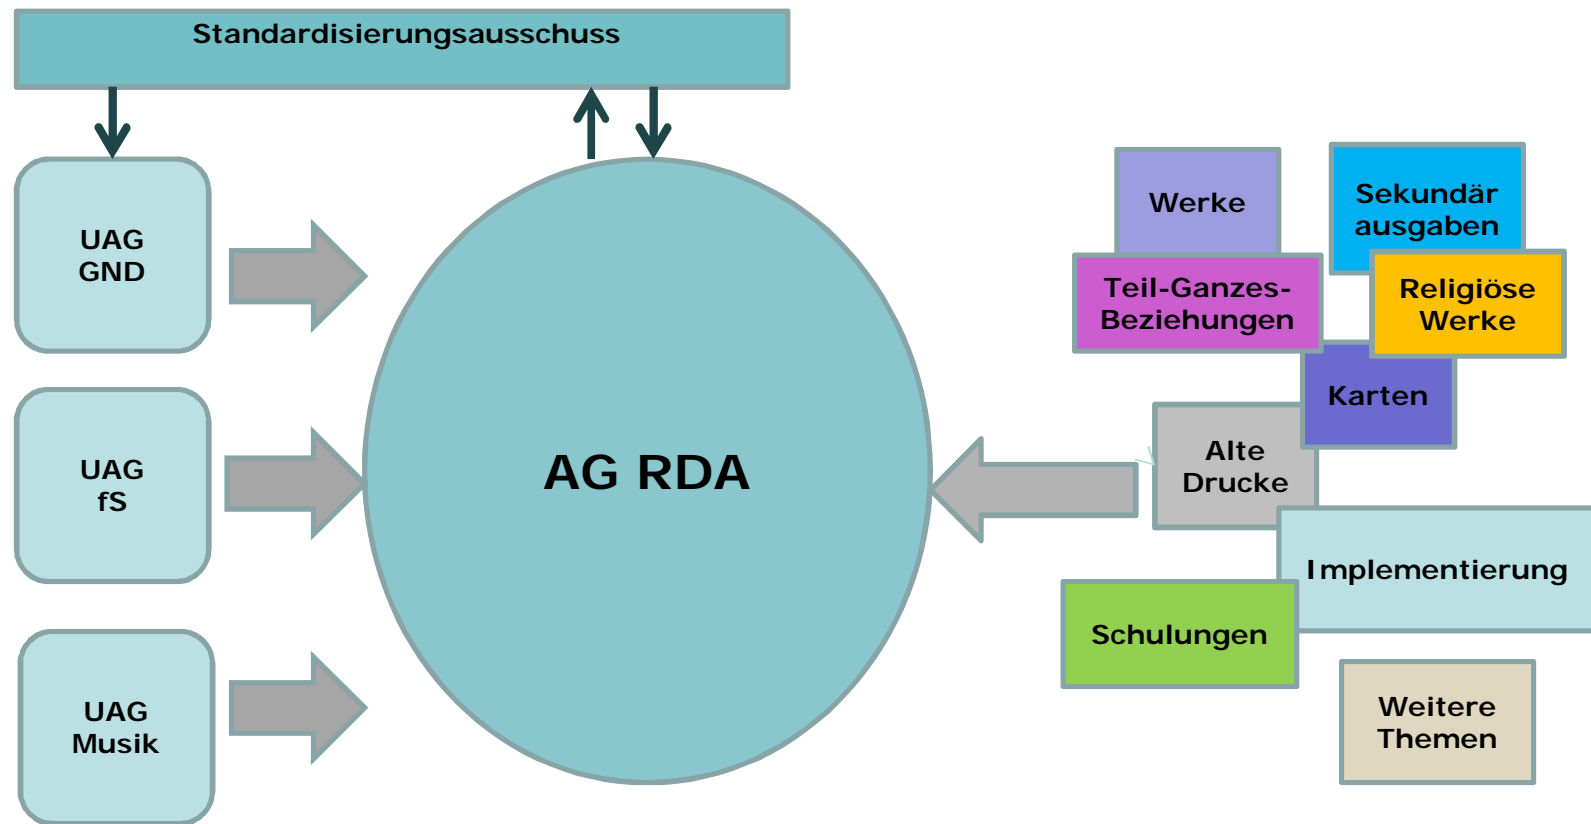 Standardisierungsausschuss
UAG
GND
UAG
fS
UAG
Musik
AG RDA
Werke
Sekundär
ausgaben
Teil-Ganzes-
Beziehungen
Religiöse
Werke
Karten
Alte
Drucke
Implementierung
Schulungen
Weitere
Themen